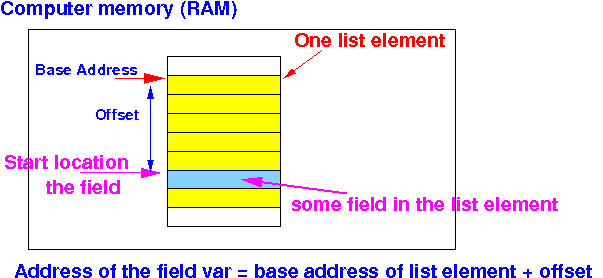 Computer memory (RAM)
One list element
Base Address
Offset
Start location
the field
some field in the list element
Address of the field var = base address of list element + offset